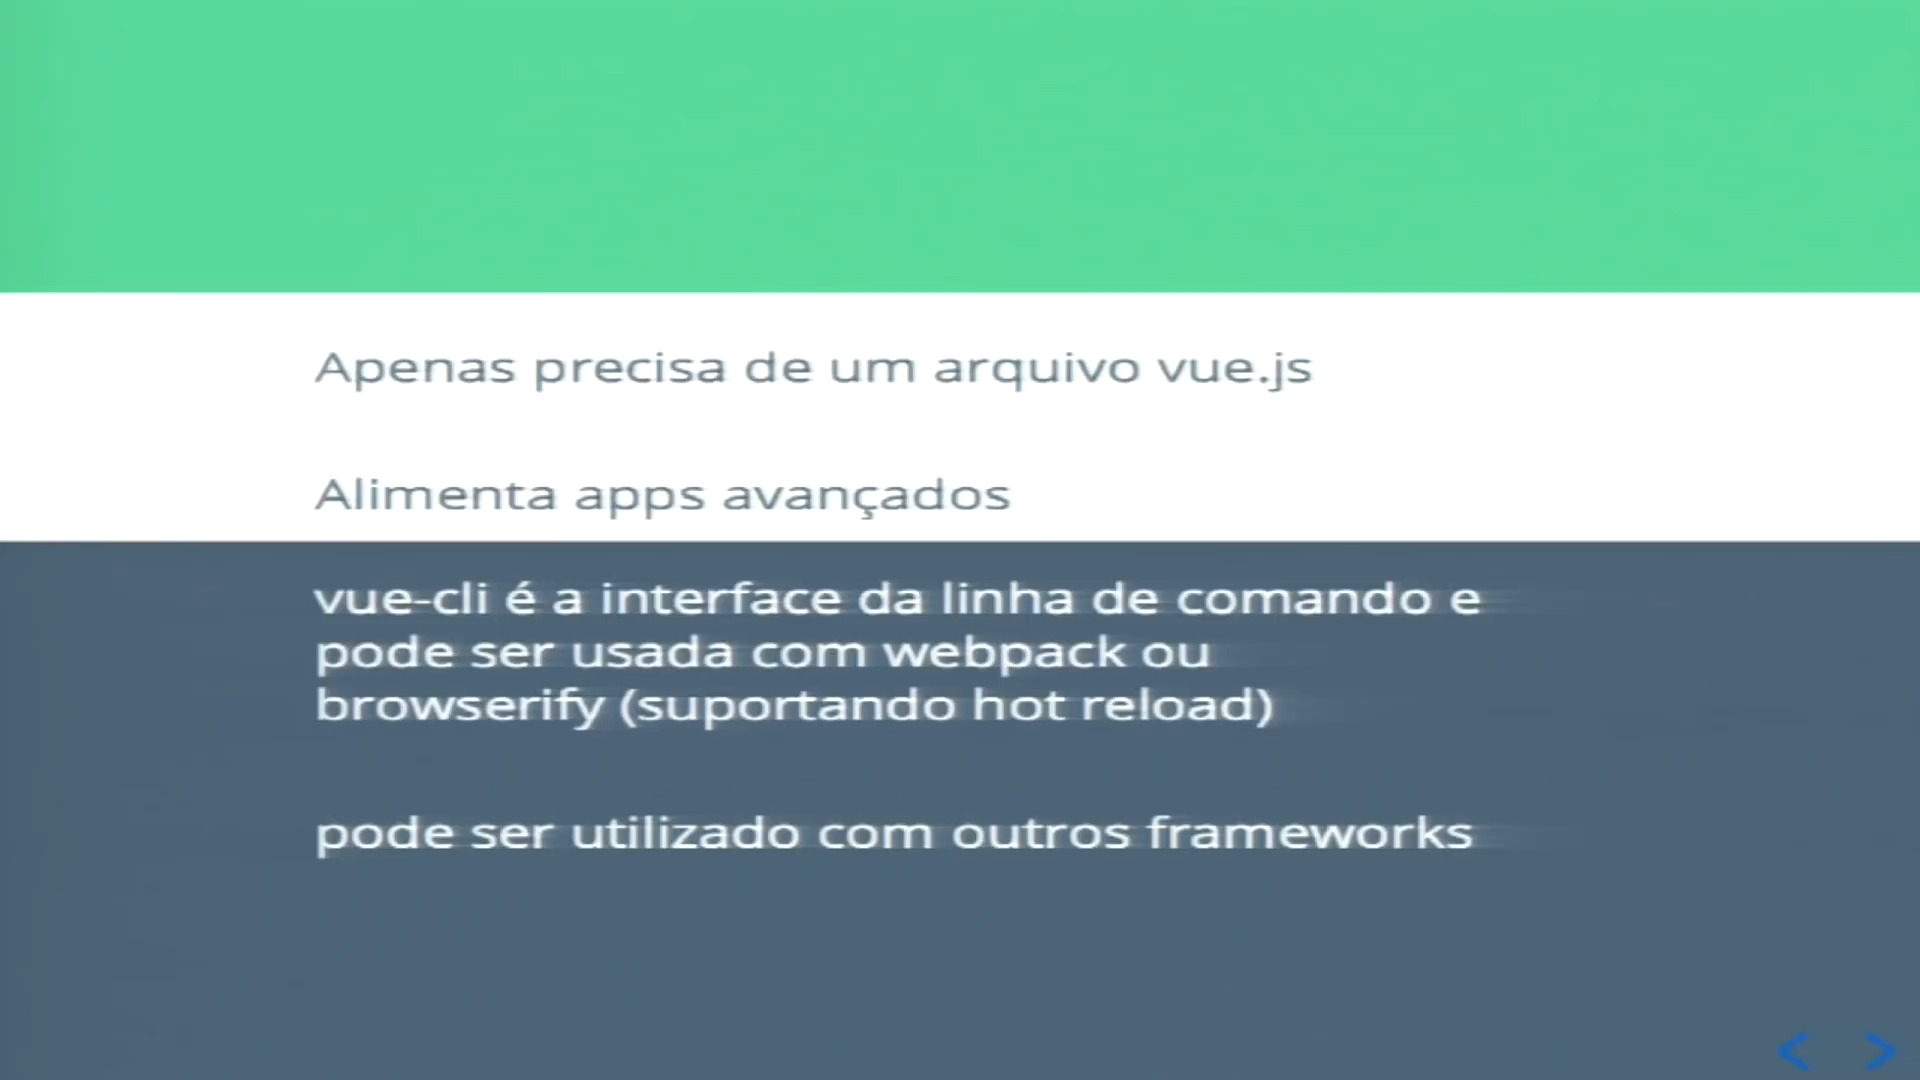 Apenas precisa de um arquivo vue.js
Alimenta apps avançados
vue-cli é a interface da linha de comando e
pode ser usada com webpack ou
browserify (suportando hot reload)
pode ser utilizado com outros frameworks